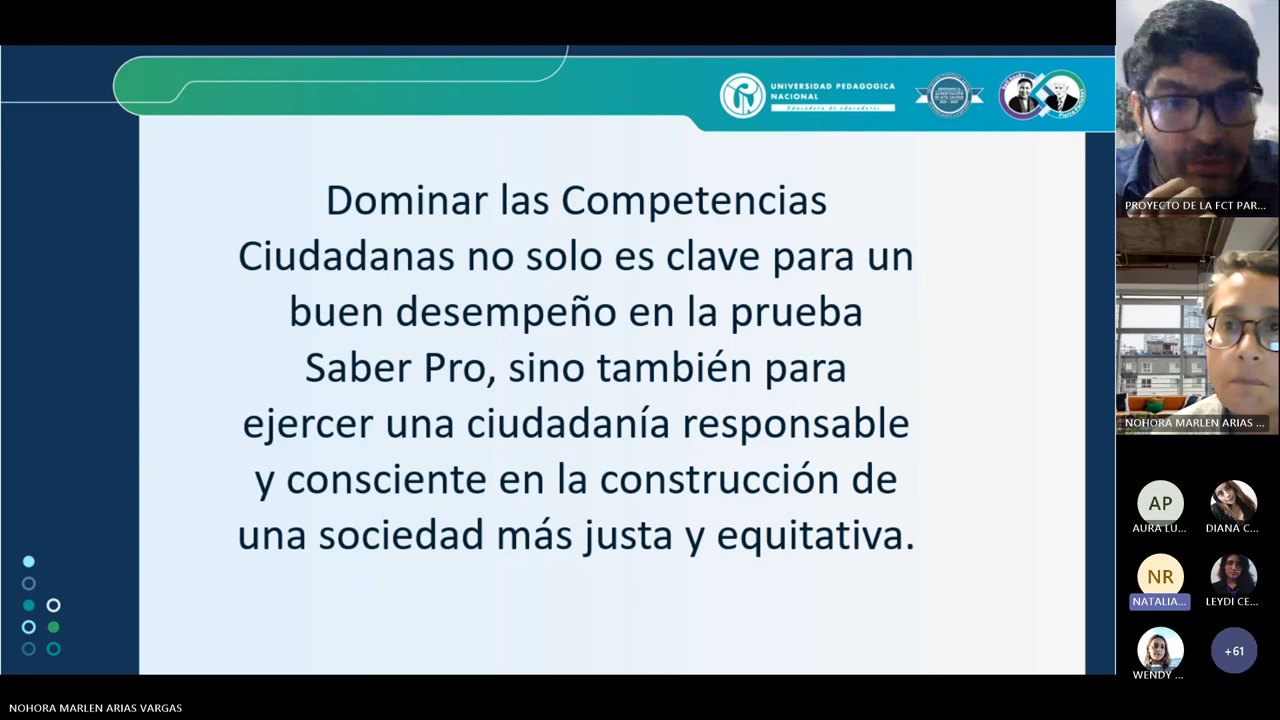 UNIVERSIDAD PEDAGOGICA
NACIONAL
Educadora de educadores
Dominar las Competencias
Ciudadanas no solo es clave para un
buen desempeño en la prueba
Saber Pro, sino también para
ejercer una ciudadanía responsable
y consciente en la construcción de
una sociedad más justa y equitativa.
PROYECTO DE LA FCT PAR...
NOHORA MARLEN ARIAS ...
AP
AURA LU...
DIANA C...
NR
NATALIA...
LEYDI CE...
WENDY ...
+61
NOHORA MARLEN ARIAS VARGAS